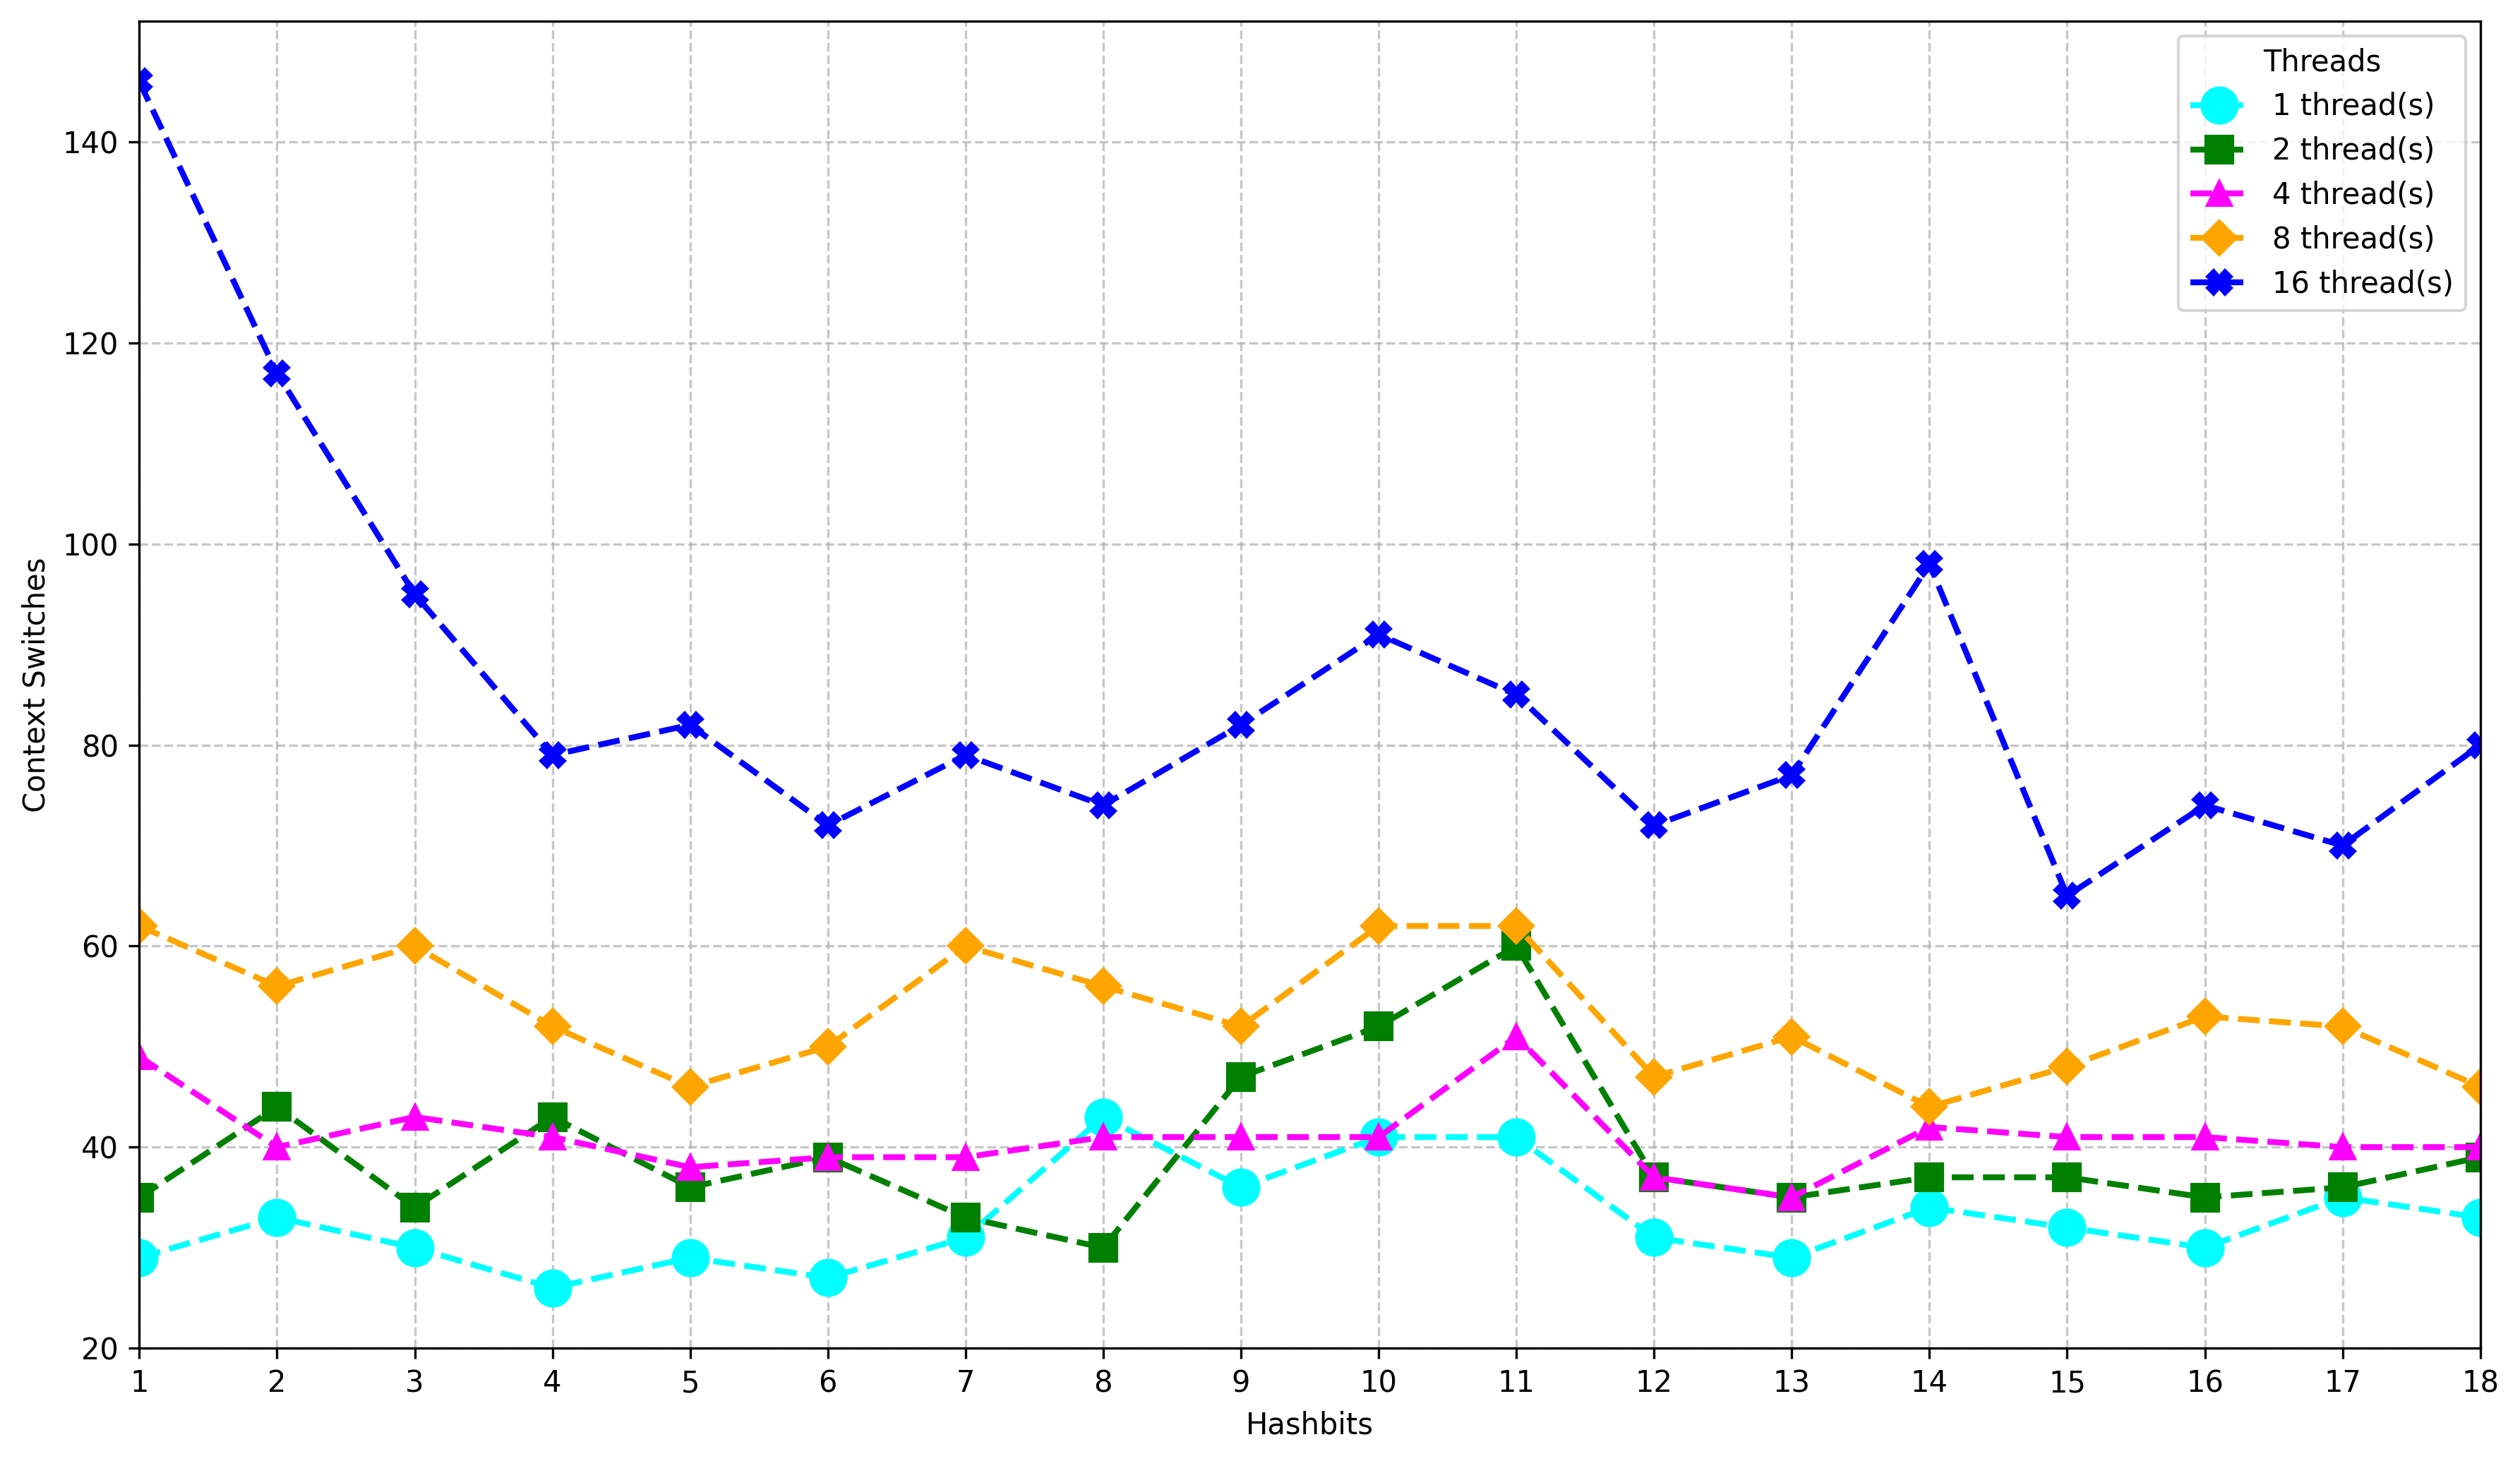 Threads
1 thread(s)
2 thread(s)
4 thread(s)
8 thread(s)
16 thread(s)
140
120
100
80
60
40
20
Context Switches
1 2 3 4 5 6 7 8 9 10 11 12 13 14 15 16 17 18
Hashbits